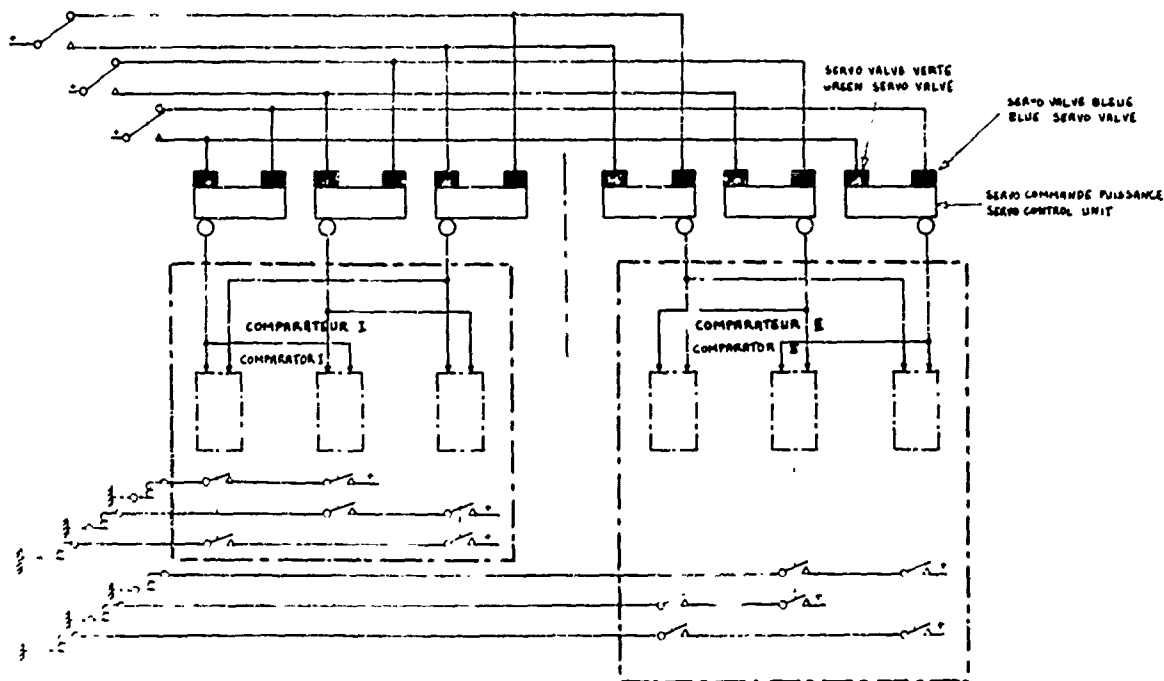 SERVO VALVE VERTE
GREEN SERVO VALVE
SERVO VALVE BLEUE
BLUE SERVO VALVE
SERVO COMMANDE PUISSANCE
SERVO CONTROL UNIT
COMPARATEUR I
COMPARATOR I
COMPARATEUR II
COMPARATOR II